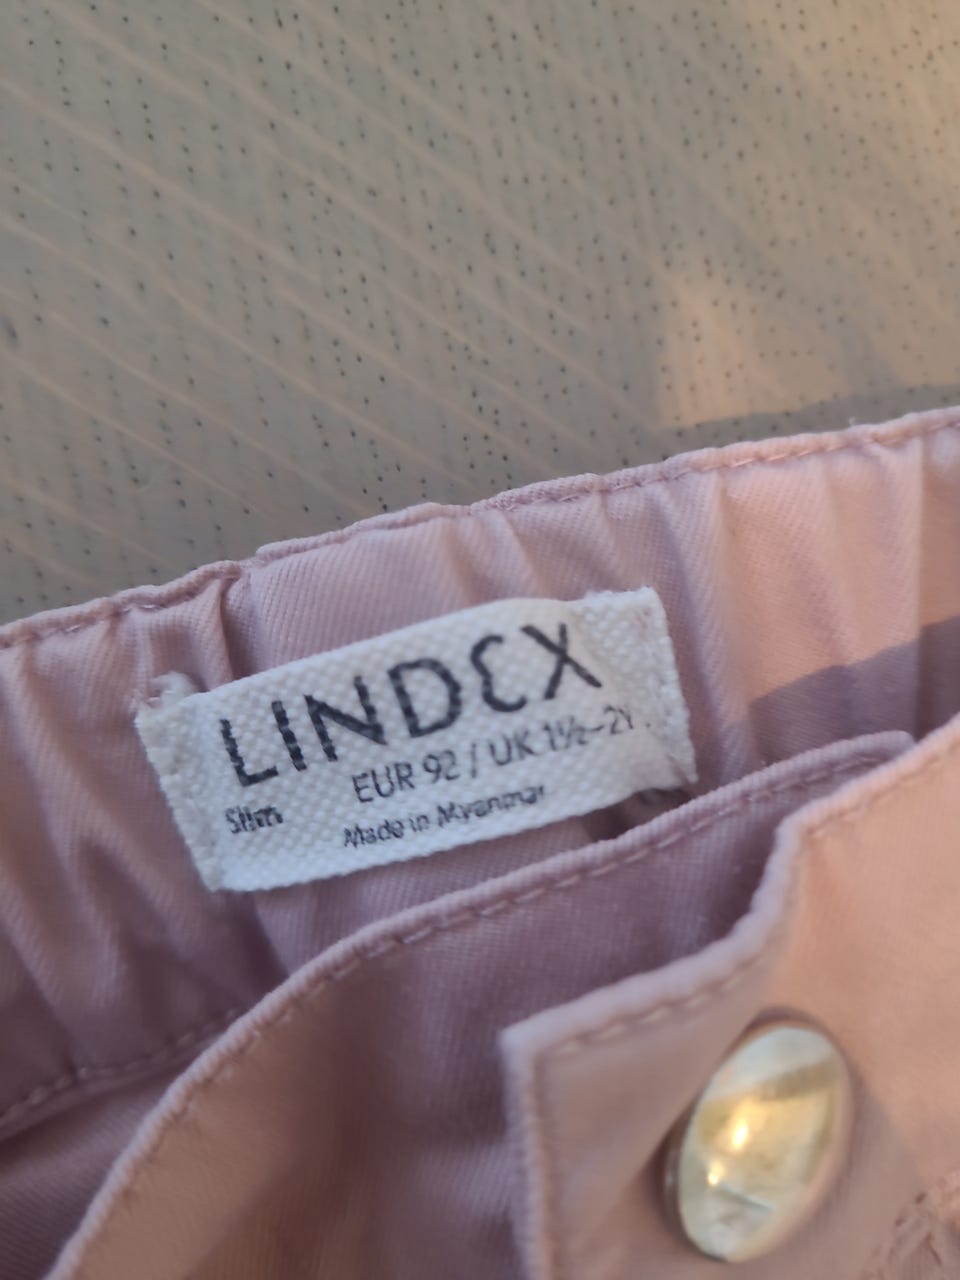 LINDEX
EUR 92 / UK 1½–2Y
Slim
Made in Myanmar